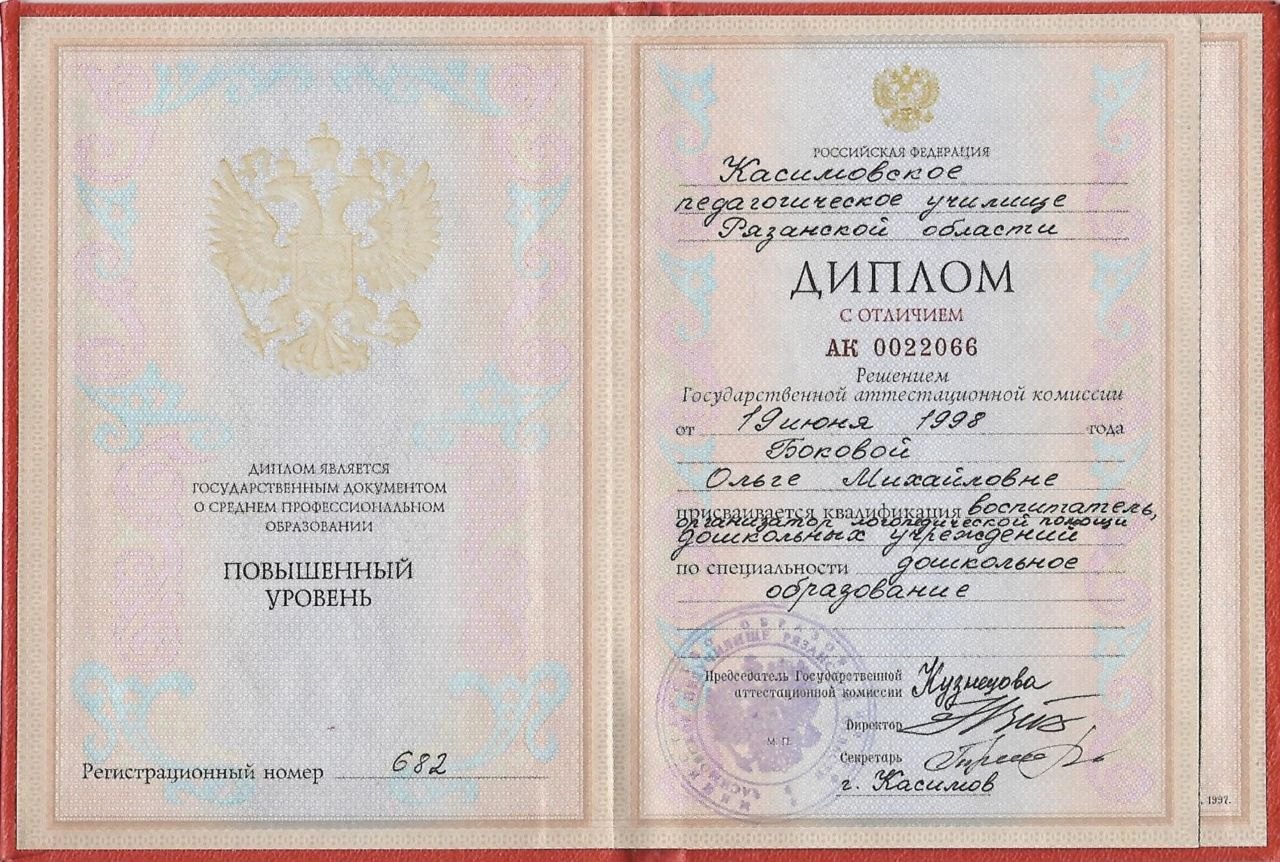 ДИПЛОМ ЯВЛЯЕТСЯ
ГОСУДАРСТВЕННЫМ ДОКУМЕНТОМ
О СРЕДНЕМ ПРОФЕССИОНАЛЬНОМ
ОБРАЗОВАНИИ
ПОВЫШЕННЫЙ
УРОВЕНЬ
Регистрационный номер 682
РОССИЙСКАЯ ФЕДЕРАЦИЯ
Касимовское
педагогическое училище
Рязанской области
ДИПЛОМ
С ОТЛИЧИЕМ
АК 0022066
Решением
Государственной аттестационной комиссии
от 19 июня 1998 года
Боковой
Ольге Михайловне
присваивается квалификация воспитатель,
организатор логопедической помощи
дошкольных учреждений
по специальности дошкольное
образование
Председатель Государственной
аттестационной комиссии Кузнецова
Директор
Секретарь
М. П.
г. Касимов
1997.